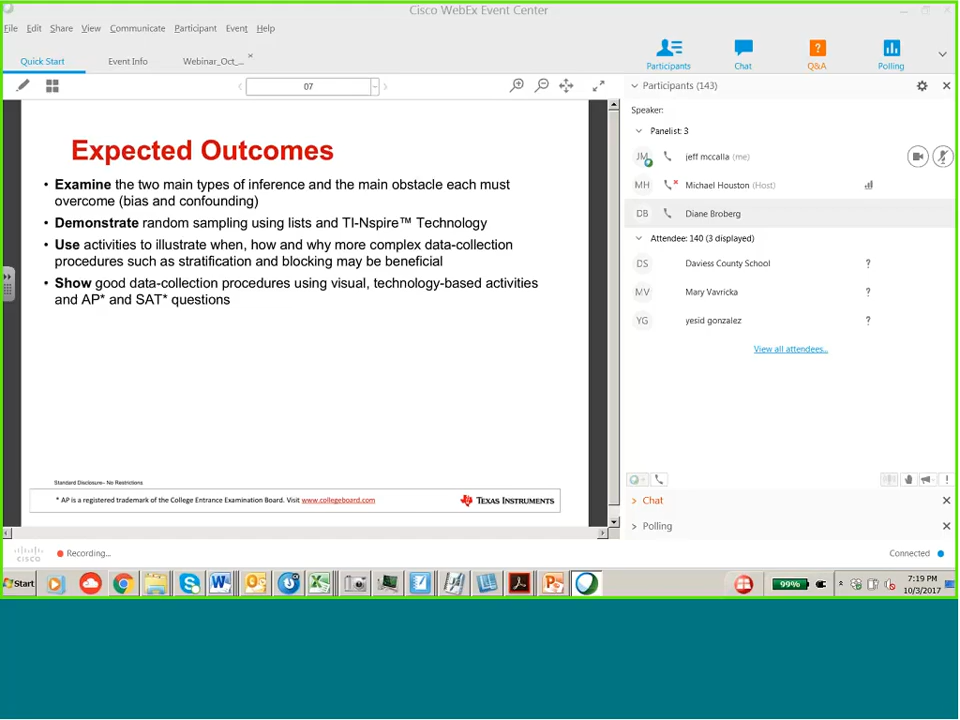 Cisco WebEx Event Center
File Edit Share View Communicate Participant Event Help
Quick Start Event Info Webinar_Oct_... ×
Participants Chat Q&A Polling
07
Participants (143)
Speaker:
Panelist: 3
JM jeff mccalla (me)
MH Michael Houston (Host)
DB Diane Broberg
Attendee: 140 (3 displayed)
DS Daviess County School ?
MV Mary Vavricka ?
YG yesid gonzalez ?
View all attendees...
Expected Outcomes
• Examine the two main types of inference and the main obstacle each must
overcome (bias and confounding)
• Demonstrate random sampling using lists and TI-Nspire™ Technology
• Use activities to illustrate when, how and why more complex data-collection
procedures such as stratification and blocking may be beneficial
• Show good data-collection procedures using visual, technology-based activities
and AP* and SAT* questions
Standard Disclosure– No Restrictions
* AP is a registered trademark of the College Entrance Examination Board. Visit www.collegeboard.com
TEXAS INSTRUMENTS
Chat
Polling
CISCO
Recording...
Connected
Start
99%
7:19 PM
10/3/2017